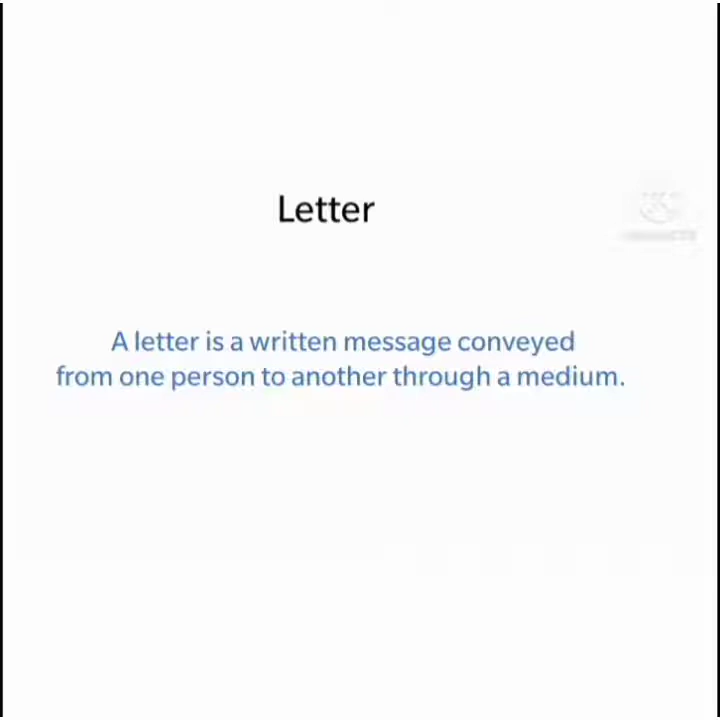 Letter
A letter is a written message conveyed
from one person to another through a medium.